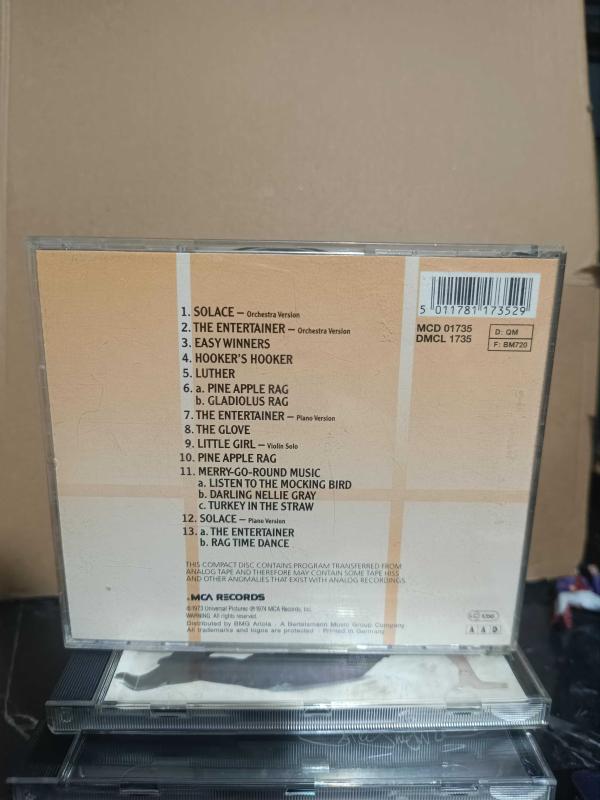 5 011781 173529
MCD 01735
DMCL 1735
D: QM
F: BM720
1. SOLACE — Orchestra Version
2. THE ENTERTAINER — Orchestra Version
3. EASY WINNERS
4. HOOKER'S HOOKER
5. LUTHER
6. a. PINE APPLE RAG
b. GLADIOLUS RAG
7. THE ENTERTAINER — Piano Version
8. THE GLOVE
9. LITTLE GIRL — Violin Solo
10. PINE APPLE RAG
11. MERRY-GO-ROUND MUSIC
a. LISTEN TO THE MOCKING BIRD
b. DARLING NELLIE GRAY
c. TURKEY IN THE STRAW
12. SOLACE — Piano Version
13. a. THE ENTERTAINER
b. RAG TIME DANCE
THIS COMPACT DISC CONTAINS PROGRAM TRANSFERRED FROM
ANALOG TAPE AND THEREFORE MAY CONTAIN SOME TAPE HISS
AND OTHER ANOMALIES THAT EXIST WITH ANALOG RECORDINGS.
MCA RECORDS
©1973 Universal Pictures ℗1974 MCA Records, Inc.
WARNING: All rights reserved.
Distributed by BMG Ariola · A Bertelsmann Music Group Company
All trademarks and logos are protected · Printed in Germany
A A D